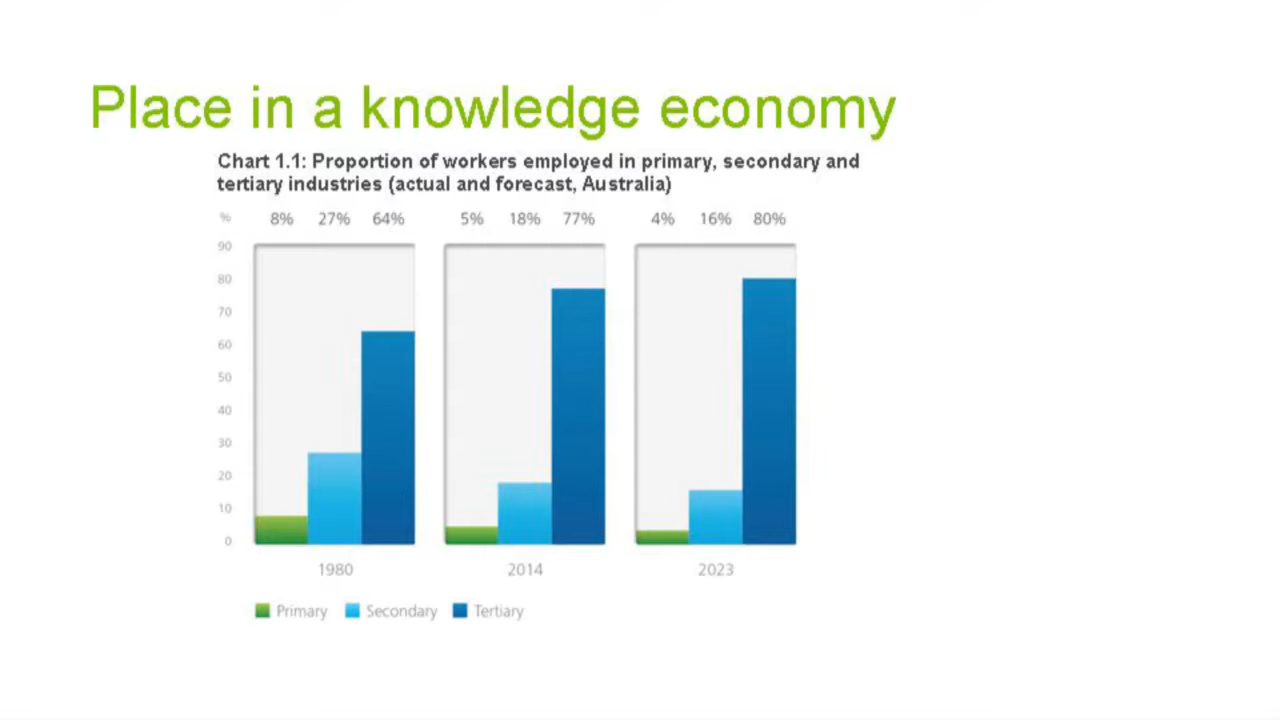 Place in a knowledge economy
Chart 1.1: Proportion of workers employed in primary, secondary and
tertiary industries (actual and forecast, Australia)
% 8% 27% 64% 5% 18% 77% 4% 16% 80%
90
80
70
60
50
40
30
20
10
0
1980 2014 2023
Primary Secondary Tertiary